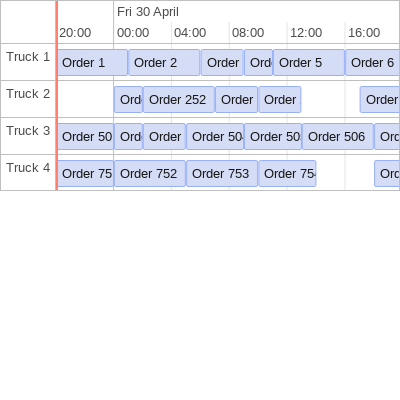 Fri 30 April
20:00 00:00 04:00 08:00 12:00 16:00
Truck 1 Order 1 Order 2 Order Ord Order 5 Order 6
Truck 2 Ord Order 252 Order Order Order
Truck 3 Order 50 Ord Order Order 50 Order 50 Order 506 Ord
Truck 4 Order 75 Order 752 Order 753 Order 75 Ord